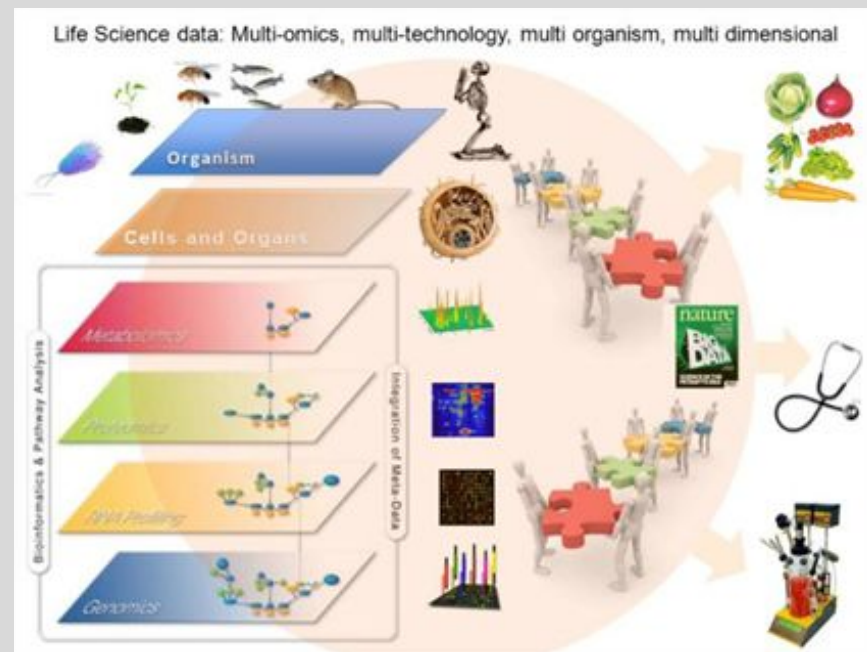 Life Science data: Multi-omics, multi-technology, multi organism, multi dimensional
Organism
Cells and Organs
Metabolomics
Proteomics
RNA Profiling
Genomics
Bioinformatics & Pathway Analysis
Integration of Meta-Data
nature
BIG
DATA